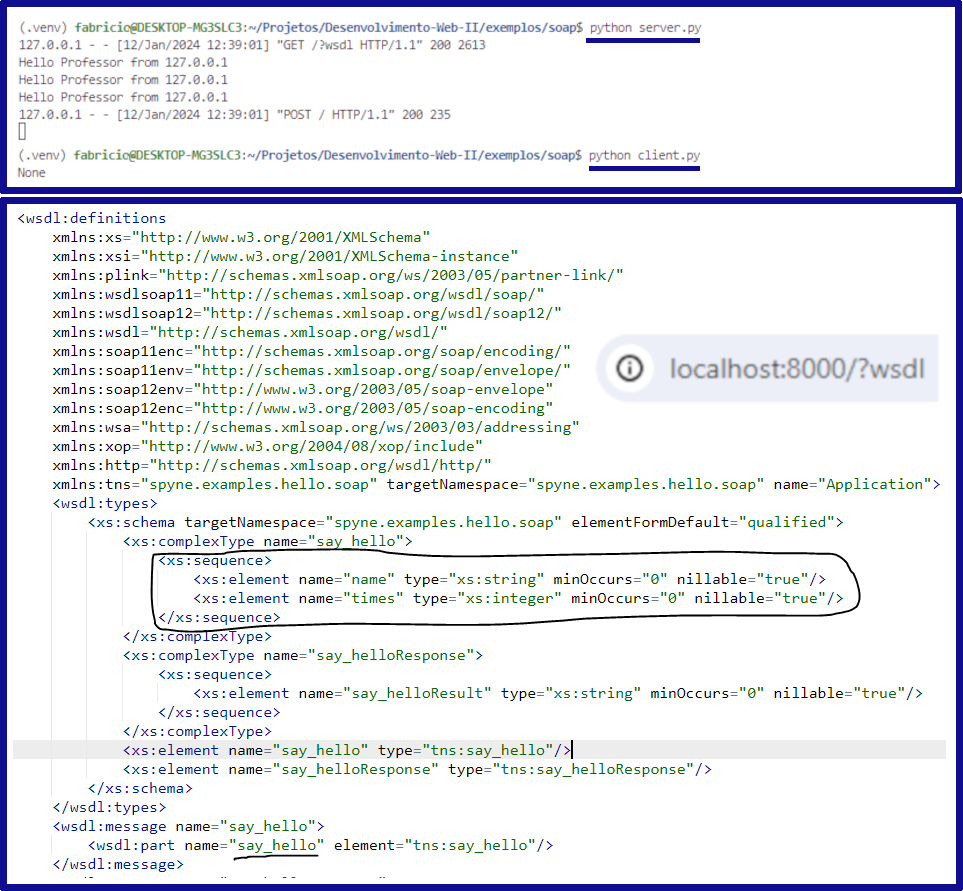 (.venv) fabricio@DESKTOP-MG3SLC3:~/Projetos/Desenvolvimento-Web-II/exemplos/soap$ python server.py
127.0.0.1 - - [12/Jan/2024 12:39:01] "GET /?wsdl HTTP/1.1" 200 2613
Hello Professor from 127.0.0.1
Hello Professor from 127.0.0.1
Hello Professor from 127.0.0.1
127.0.0.1 - - [12/Jan/2024 12:39:01] "POST / HTTP/1.1" 200 235
(.venv) fabricio@DESKTOP-MG3SLC3:~/Projetos/Desenvolvimento-Web-II/exemplos/soap$ python client.py
None
<wsdl:definitions
xmlns:xs="http://www.w3.org/2001/XMLSchema"
xmlns:xsi="http://www.w3.org/2001/XMLSchema-instance"
xmlns:plink="http://schemas.xmlsoap.org/ws/2003/05/partner-link/"
xmlns:wsdlsoap11="http://schemas.xmlsoap.org/wsdl/soap/"
xmlns:wsdlsoap12="http://schemas.xmlsoap.org/wsdl/soap12/"
xmlns:wsdl="http://schemas.xmlsoap.org/wsdl/"
xmlns:soap11enc="http://schemas.xmlsoap.org/soap/encoding/"
xmlns:soap11env="http://schemas.xmlsoap.org/soap/envelope/"
xmlns:soap12env="http://www.w3.org/2003/05/soap-envelope"
xmlns:soap12enc="http://www.w3.org/2003/05/soap-encoding"
xmlns:wsa="http://schemas.xmlsoap.org/ws/2003/03/addressing"
xmlns:xop="http://www.w3.org/2004/08/xop/include"
xmlns:http="http://schemas.xmlsoap.org/wsdl/http/"
xmlns:tns="spyne.examples.hello.soap" targetNamespace="spyne.examples.hello.soap" name="Application">
localhost:8000/?wsdl
<wsdl:types>
<xs:schema targetNamespace="spyne.examples.hello.soap" elementFormDefault="qualified">
<xs:complexType name="say_hello">
<xs:sequence>
<xs:element name="name" type="xs:string" minOccurs="0" nillable="true"/>
<xs:element name="times" type="xs:integer" minOccurs="0" nillable="true"/>
</xs:sequence>
</xs:complexType>
<xs:complexType name="say_helloResponse">
<xs:sequence>
<xs:element name="say_helloResult" type="xs:string" minOccurs="0" nillable="true"/>
</xs:sequence>
</xs:complexType>
<xs:element name="say_hello" type="tns:say_hello"/>
<xs:element name="say_helloResponse" type="tns:say_helloResponse"/>
</xs:schema>
</wsdl:types>
<wsdl:message name="say_hello">
<wsdl:part name="say_hello" element="tns:say_hello"/>
</wsdl:message>